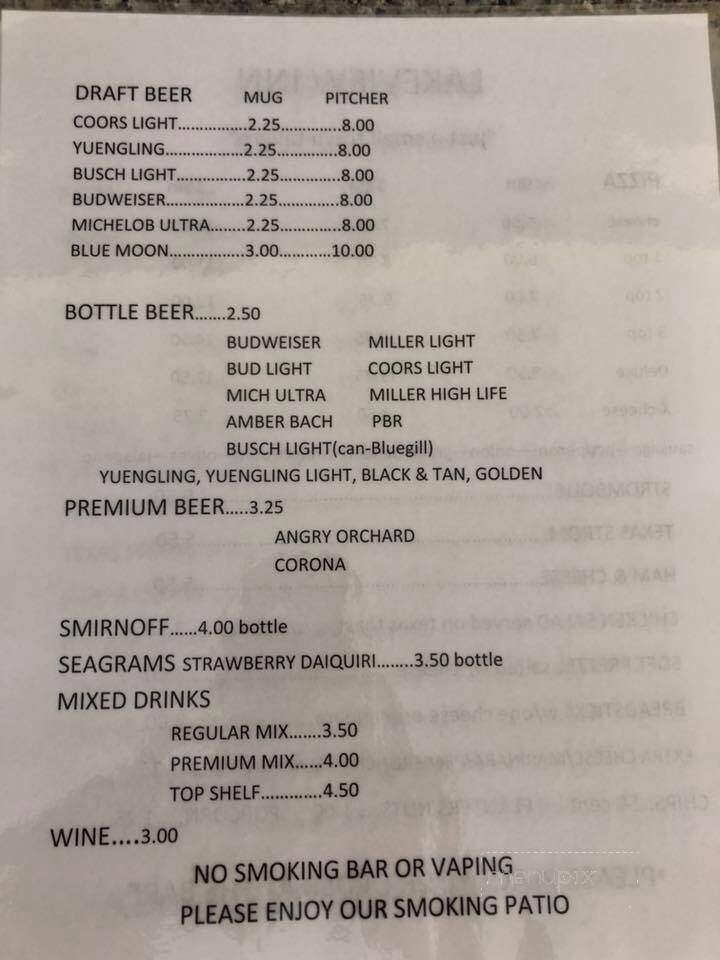 DRAFT BEER MUG PITCHER
COORS LIGHT................2.25.............8.00
YUENGLING..................2.25.............8.00
BUSCH LIGHT................2.25.............8.00
BUDWEISER..................2.25.............8.00
MICHELOB ULTRA.......2.25.............8.00
BLUE MOON.................3.00...........10.00
BOTTLE BEER.......2.50
BUDWEISER MILLER LIGHT
BUD LIGHT COORS LIGHT
MICH ULTRA MILLER HIGH LIFE
AMBER BACH PBR
BUSCH LIGHT(can-Bluegill)
YUENGLING, YUENGLING LIGHT, BLACK & TAN, GOLDEN
PREMIUM BEER.....3.25
ANGRY ORCHARD
CORONA
SMIRNOFF......4.00 bottle
SEAGRAMS STRAWBERRY DAIQUIRI........3.50 bottle
MIXED DRINKS
REGULAR MIX.......3.50
PREMIUM MIX......4.00
TOP SHELF.............4.50
WINE....3.00
NO SMOKING BAR OR VAPING
menupix
PLEASE ENJOY OUR SMOKING PATIO